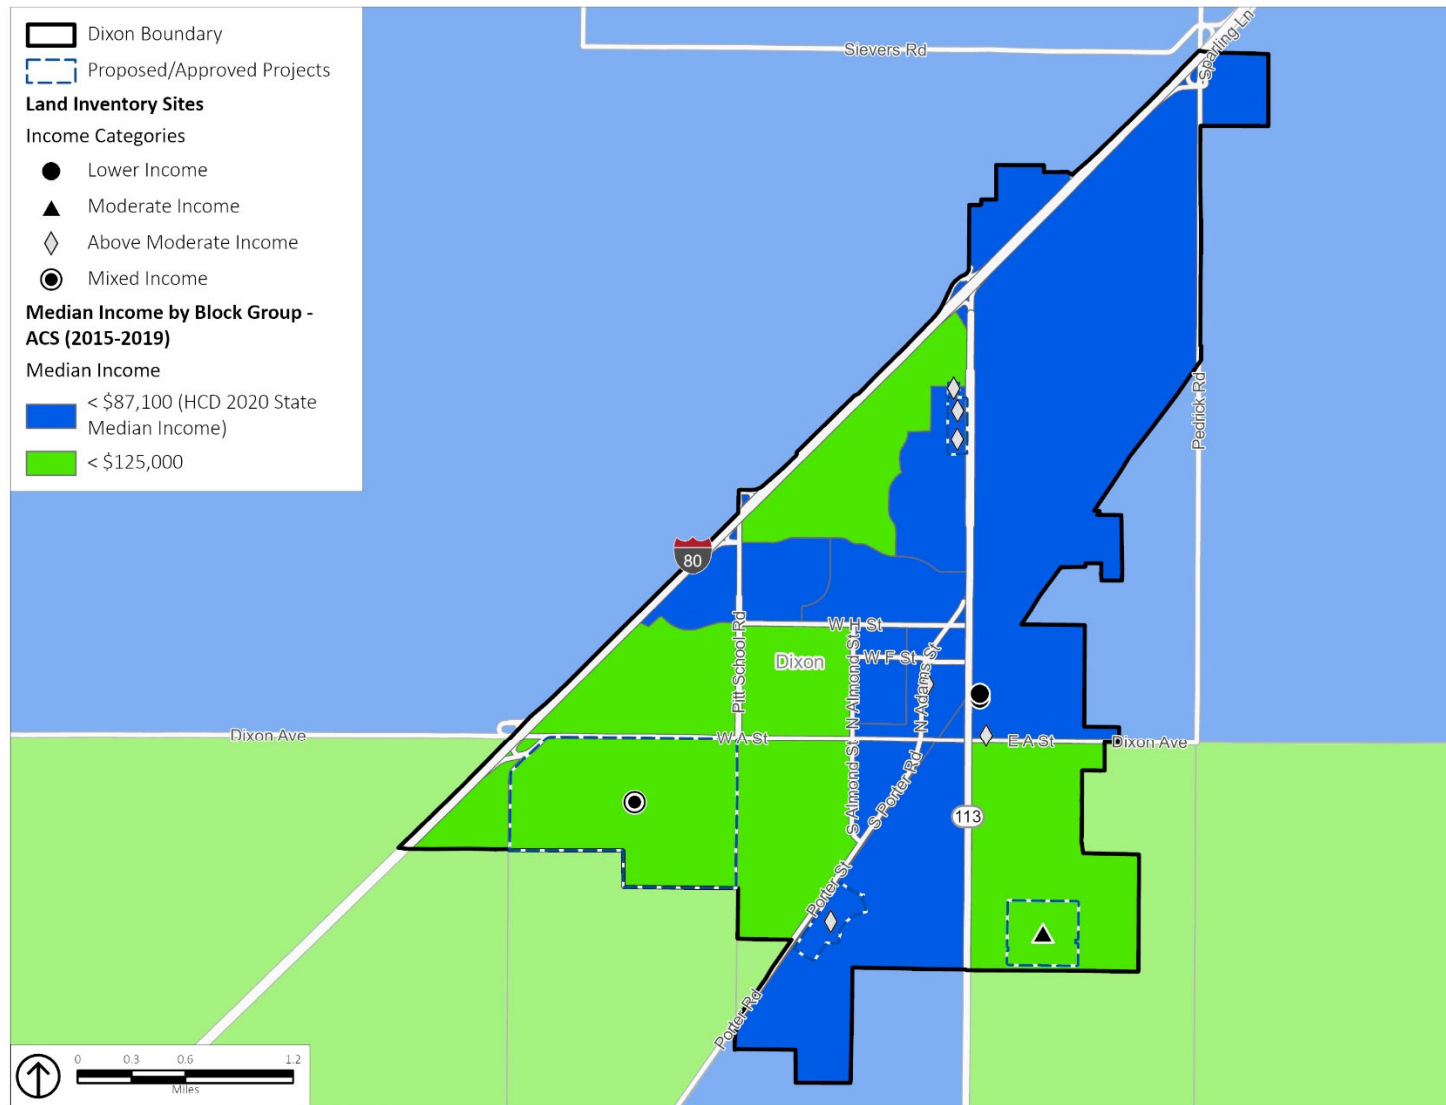 Dixon Boundary
Proposed/Approved Projects
Land Inventory Sites
Income Categories
Lower Income
Moderate Income
Above Moderate Income
Mixed Income
Median Income by Block Group -
ACS (2015-2019)
Median Income
< $87,100 (HCD 2020 State
Median Income)
< $125,000
Sievers Rd
Sparling Ln
Pedrick Rd
80
Pitt School Rd
W H St
Dixon
N Almond St
W F St
N Adams St
Dixon Ave
W A St
E A St
Dixon Ave
S Almond St
S Porter Rd
113
Porter St
Porter Rd
0 0.3 0.6 1.2
Miles